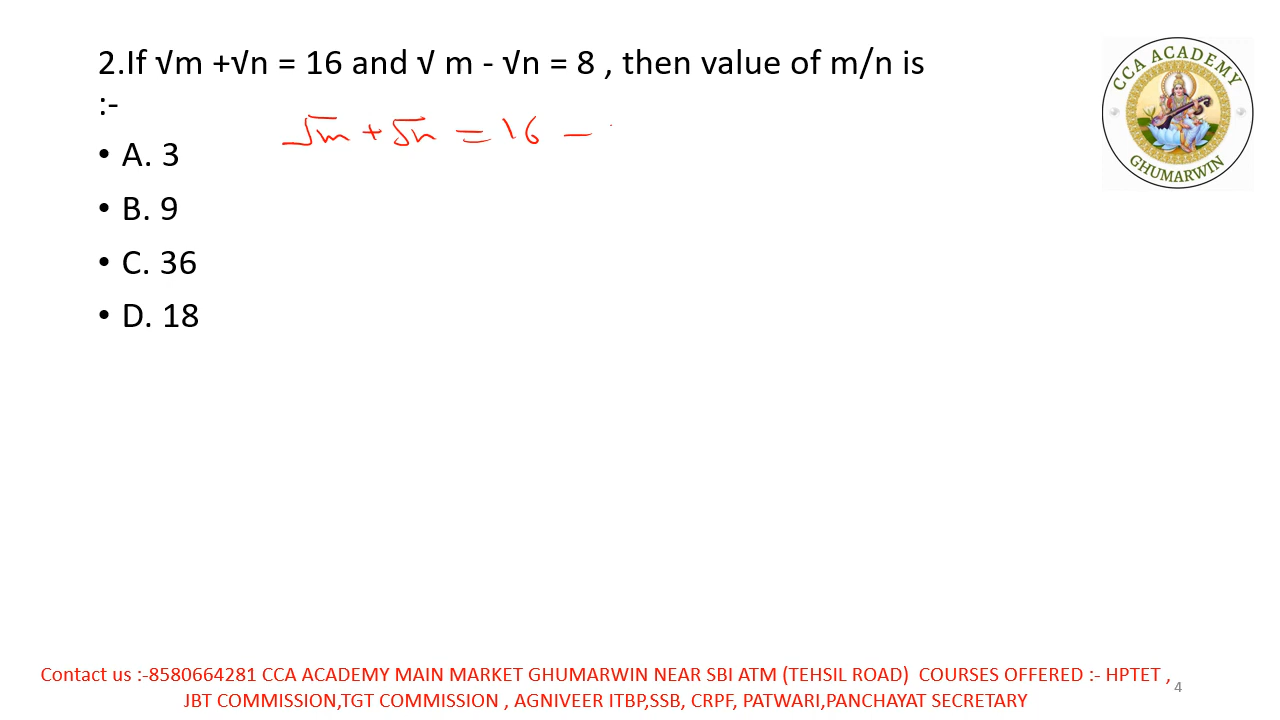 2.If √m +√n = 16 and √ m - √n = 8 , then value of m/n is
:-
√m + √n = 16 –
• A. 3
• B. 9
• C. 36
• D. 18
CCA ACADEMY
GHUMARWIN
Contact us :-8580664281 CCA ACADEMY MAIN MARKET GHUMARWIN NEAR SBI ATM (TEHSIL ROAD) COURSES OFFERED :- HPTET ,
JBT COMMISSION,TGT COMMISSION , AGNIVEER ITBP,SSB, CRPF, PATWARI,PANCHAYAT SECRETARY
4